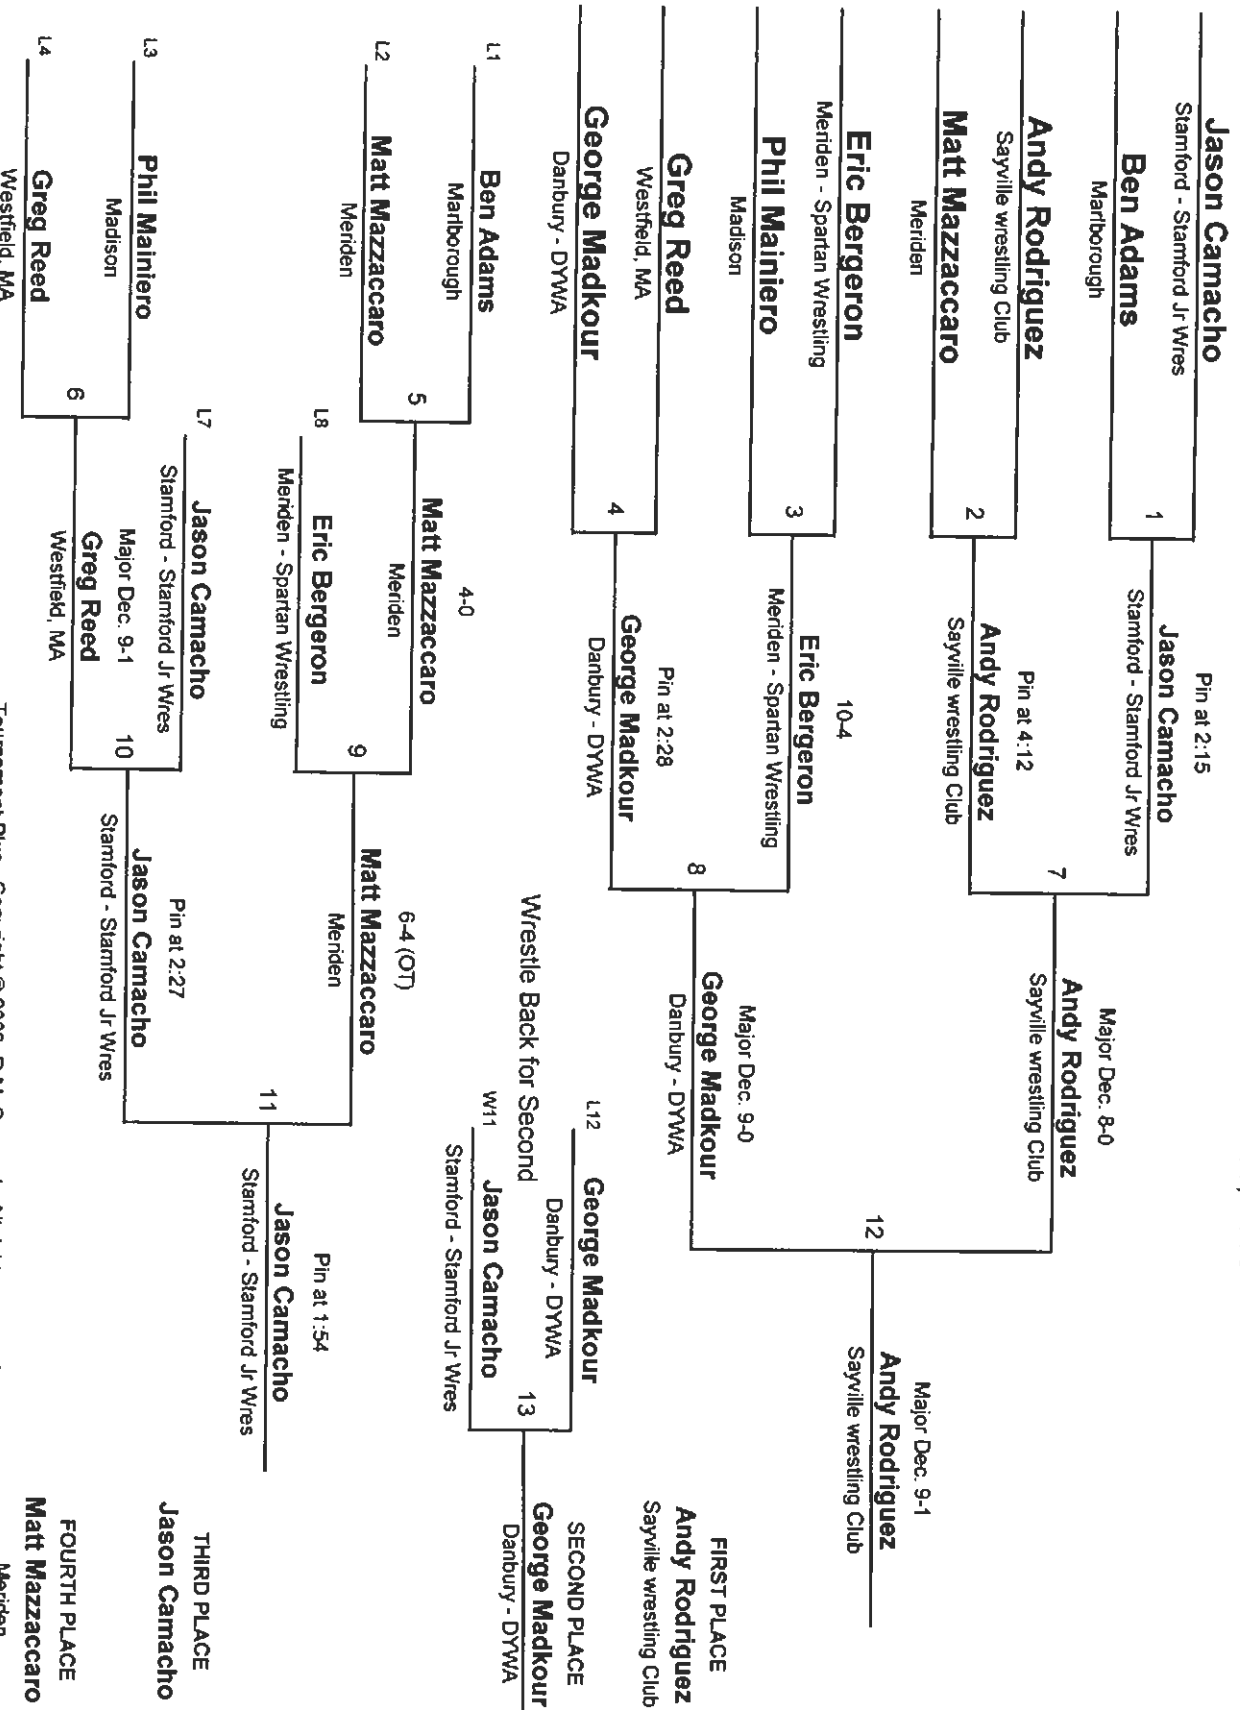 Jason Camacho
Stamford - Stamford Jr Wres
1
Ben Adams
Marlborough
Pin at 2:15
Jason Camacho
Stamford - Stamford Jr Wres
Andy Rodriguez
Sayville wrestling Club
2
Matt Mazzaccaro
Meriden
Pin at 4:12
Andy Rodriguez
Sayville wrestling Club
7
Major Dec. 8-0
Andy Rodriguez
Sayville wrestling Club
Eric Bergeron
Meriden - Spartan Wrestling
3
Phil Mainiero
Madison
10-4
Eric Bergeron
Meriden - Spartan Wrestling
Greg Reed
Westfield, MA
4
George Madkour
Danbury - DYWA
Pin at 2:28
George Madkour
Danbury - DYWA
8
Major Dec. 9-0
George Madkour
Danbury - DYWA
12
Major Dec. 9-1
Andy Rodriguez
Sayville wrestling Club
Wrestle Back for Second
L12
George Madkour
Danbury - DYWA
W11
Jason Camacho
Stamford - Stamford Jr Wres
13
FIRST PLACE
Andy Rodriguez
Sayville wrestling Club
SECOND PLACE
George Madkour
Danbury - DYWA
L1
Ben Adams
Marlborough
5
L2
Matt Mazzaccaro
Meriden
4-0
Matt Mazzaccaro
Meriden
L8
Eric Bergeron
Meriden - Spartan Wrestling
9
6-4 (OT)
Matt Mazzaccaro
Meriden
L3
Phil Mainiero
Madison
6
L4
Greg Reed
Westfield, MA
L7
Jason Camacho
Stamford - Stamford Jr Wres
Major Dec. 9-1
Greg Reed
Westfield, MA
10
Pin at 2:27
Jason Camacho
Stamford - Stamford Jr Wres
11
Pin at 1:54
Jason Camacho
Stamford - Stamford Jr Wres
THIRD PLACE
Jason Camacho
FOURTH PLACE
Matt Mazzaccaro
Meriden